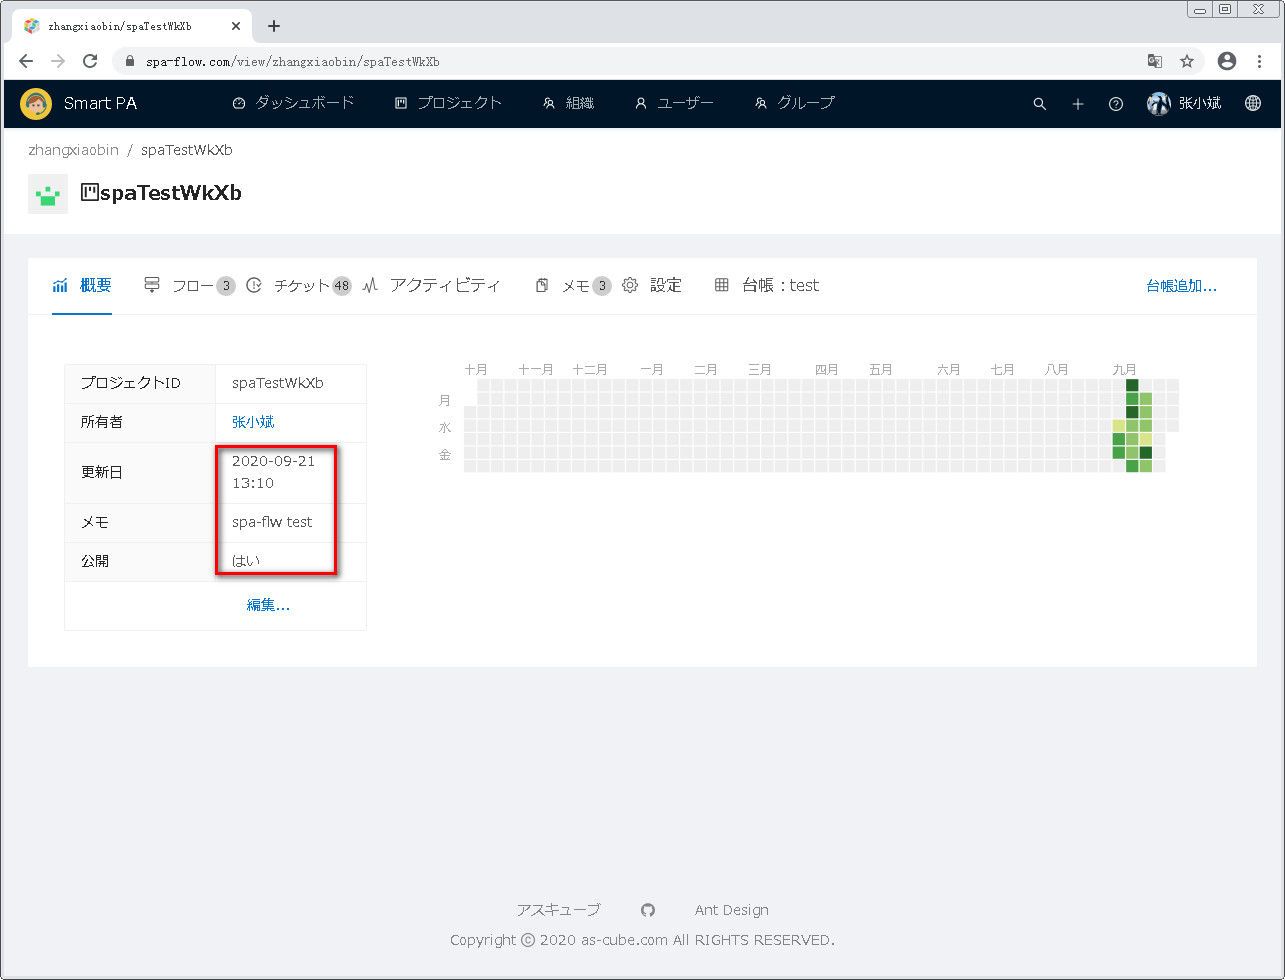 zhangxiaobin/spaTestWkXb
spa-flow.com/view/zhangxiaobin/spaTestWkXb
Smart PA ダッシュボード プロジェクト 組織 ユーザー グループ 张小斌
zhangxiaobin / spaTestWkXb
spaTestWkXb
概要 フロー 3 チケット 48 アクティビティ メモ 3 設定 台帳：test 台帳追加...
十月 十一月 十二月 一月 二月 三月 四月 五月 六月 七月 八月 九月
月
水
金
プロジェクトID spaTestWkXb
所有者 张小斌
更新日 2020-09-21
13:10
メモ spa-flw test
公開 はい
編集...
アスキューブ Ant Design
Copyright © 2020 as-cube.com All RIGHTS RESERVED.